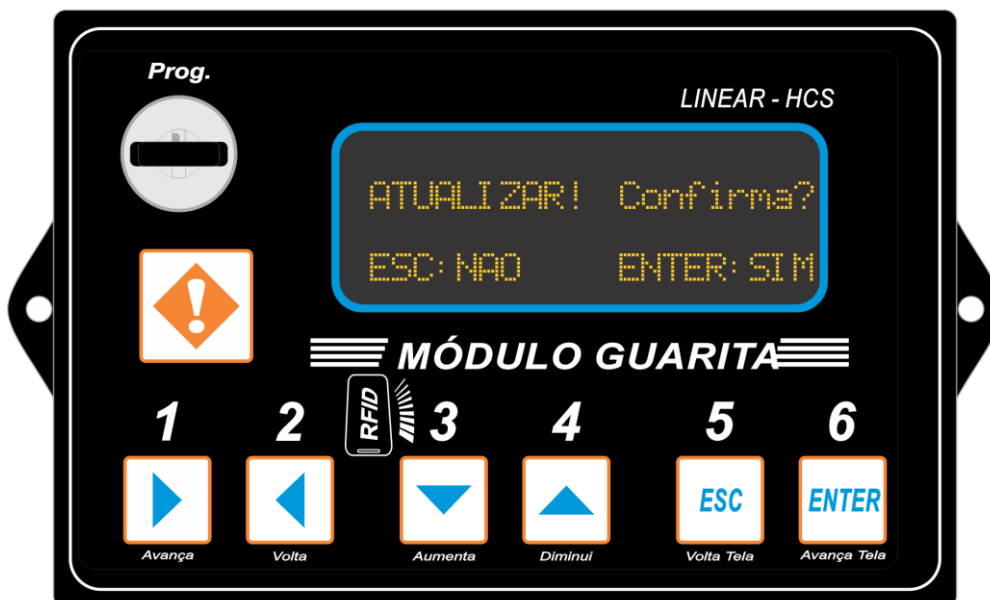 Prog.
LINEAR - HCS
ATUALIZAR! Confirma?
ESC: NAO ENTER: SIM
!
MÓDULO GUARITA
RFID
1 2 3 4 5 6
ESC ENTER
Avança Volta Aumenta Diminui Volta Tela Avança Tela